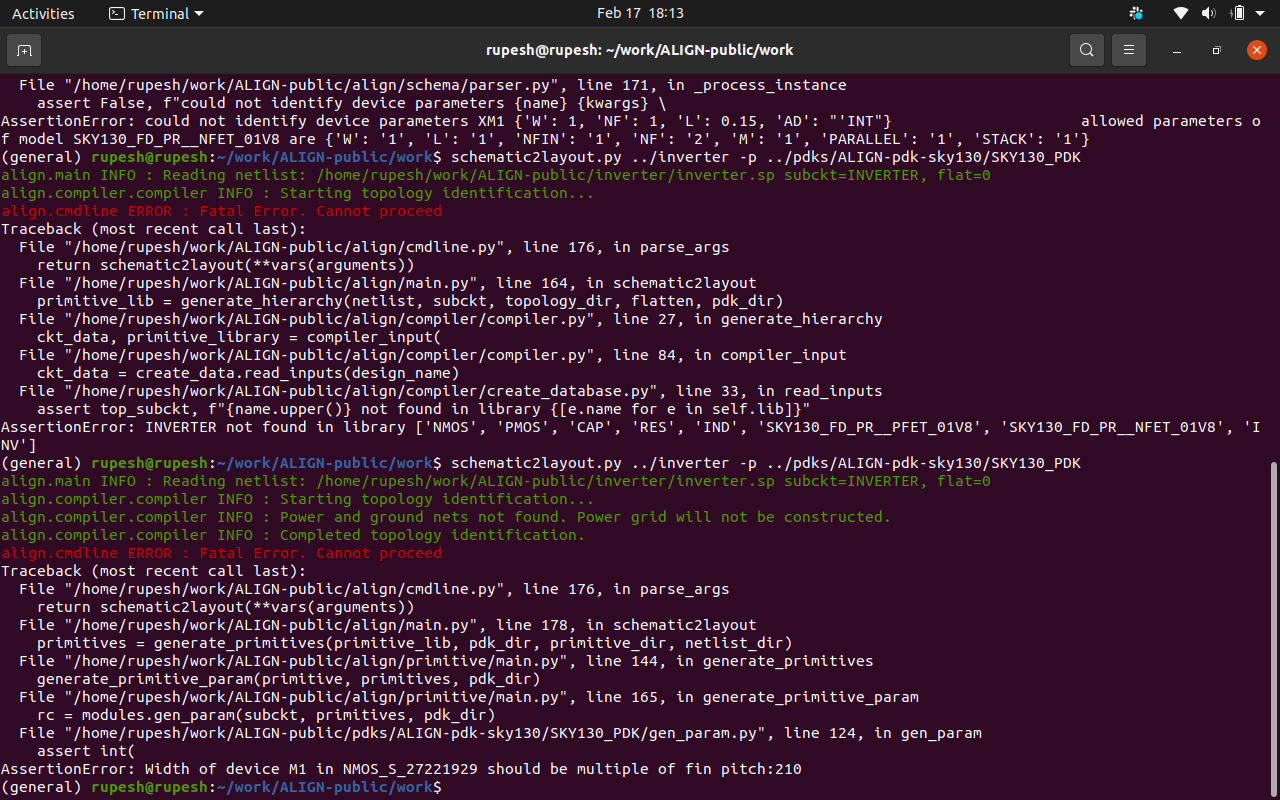 Activities Terminal Feb 17 18:13
rupesh@rupesh: ~/work/ALIGN-public/work
  File "/home/rupesh/work/ALIGN-public/align/schema/parser.py", line 171, in _process_instance
    assert False, f"could not identify device parameters {name} {kwargs} \
AssertionError: could not identify device parameters XM1 {'W': 1, 'NF': 1, 'L': 0.15, 'AD': "'INT"}                     allowed parameters o
f model SKY130_FD_PR__NFET_01V8 are {'W': '1', 'L': '1', 'NFIN': '1', 'NF': '2', 'M': '1', 'PARALLEL': '1', 'STACK': '1'}
(general) rupesh@rupesh:~/work/ALIGN-public/work$ schematic2layout.py ../inverter -p ../pdks/ALIGN-pdk-sky130/SKY130_PDK
align.main INFO : Reading netlist: /home/rupesh/work/ALIGN-public/inverter/inverter.sp subckt=INVERTER, flat=0
align.compiler.compiler INFO : Starting topology identification...
align.cmdline ERROR : Fatal Error. Cannot proceed
Traceback (most recent call last):
  File "/home/rupesh/work/ALIGN-public/align/cmdline.py", line 176, in parse_args
    return schematic2layout(**vars(arguments))
  File "/home/rupesh/work/ALIGN-public/align/main.py", line 164, in schematic2layout
    primitive_lib = generate_hierarchy(netlist, subckt, topology_dir, flatten, pdk_dir)
  File "/home/rupesh/work/ALIGN-public/align/compiler/compiler.py", line 27, in generate_hierarchy
    ckt_data, primitive_library = compiler_input(
  File "/home/rupesh/work/ALIGN-public/align/compiler/compiler.py", line 84, in compiler_input
    ckt_data = create_data.read_inputs(design_name)
  File "/home/rupesh/work/ALIGN-public/align/compiler/create_database.py", line 33, in read_inputs
    assert top_subckt, f"{name.upper()} not found in library {[e.name for e in self.lib]}"
AssertionError: INVERTER not found in library ['NMOS', 'PMOS', 'CAP', 'RES', 'IND', 'SKY130_FD_PR__PFET_01V8', 'SKY130_FD_PR__NFET_01V8', 'I
NV']
(general) rupesh@rupesh:~/work/ALIGN-public/work$ schematic2layout.py ../inverter -p ../pdks/ALIGN-pdk-sky130/SKY130_PDK
align.main INFO : Reading netlist: /home/rupesh/work/ALIGN-public/inverter/inverter.sp subckt=INVERTER, flat=0
align.compiler.compiler INFO : Starting topology identification...
align.compiler.compiler INFO : Power and ground nets not found. Power grid will not be constructed.
align.compiler.compiler INFO : Completed topology identification.
align.cmdline ERROR : Fatal Error. Cannot proceed
Traceback (most recent call last):
  File "/home/rupesh/work/ALIGN-public/align/cmdline.py", line 176, in parse_args
    return schematic2layout(**vars(arguments))
  File "/home/rupesh/work/ALIGN-public/align/main.py", line 178, in schematic2layout
    primitives = generate_primitives(primitive_lib, pdk_dir, primitive_dir, netlist_dir)
  File "/home/rupesh/work/ALIGN-public/align/primitive/main.py", line 144, in generate_primitives
    generate_primitive_param(primitive, primitives, pdk_dir)
  File "/home/rupesh/work/ALIGN-public/align/primitive/main.py", line 165, in generate_primitive_param
    rc = modules.gen_param(subckt, primitives, pdk_dir)
  File "/home/rupesh/work/ALIGN-public/pdks/ALIGN-pdk-sky130/SKY130_PDK/gen_param.py", line 124, in gen_param
    assert int(
AssertionError: Width of device M1 in NMOS_S_27221929 should be multiple of fin pitch:210
(general) rupesh@rupesh:~/work/ALIGN-public/work$